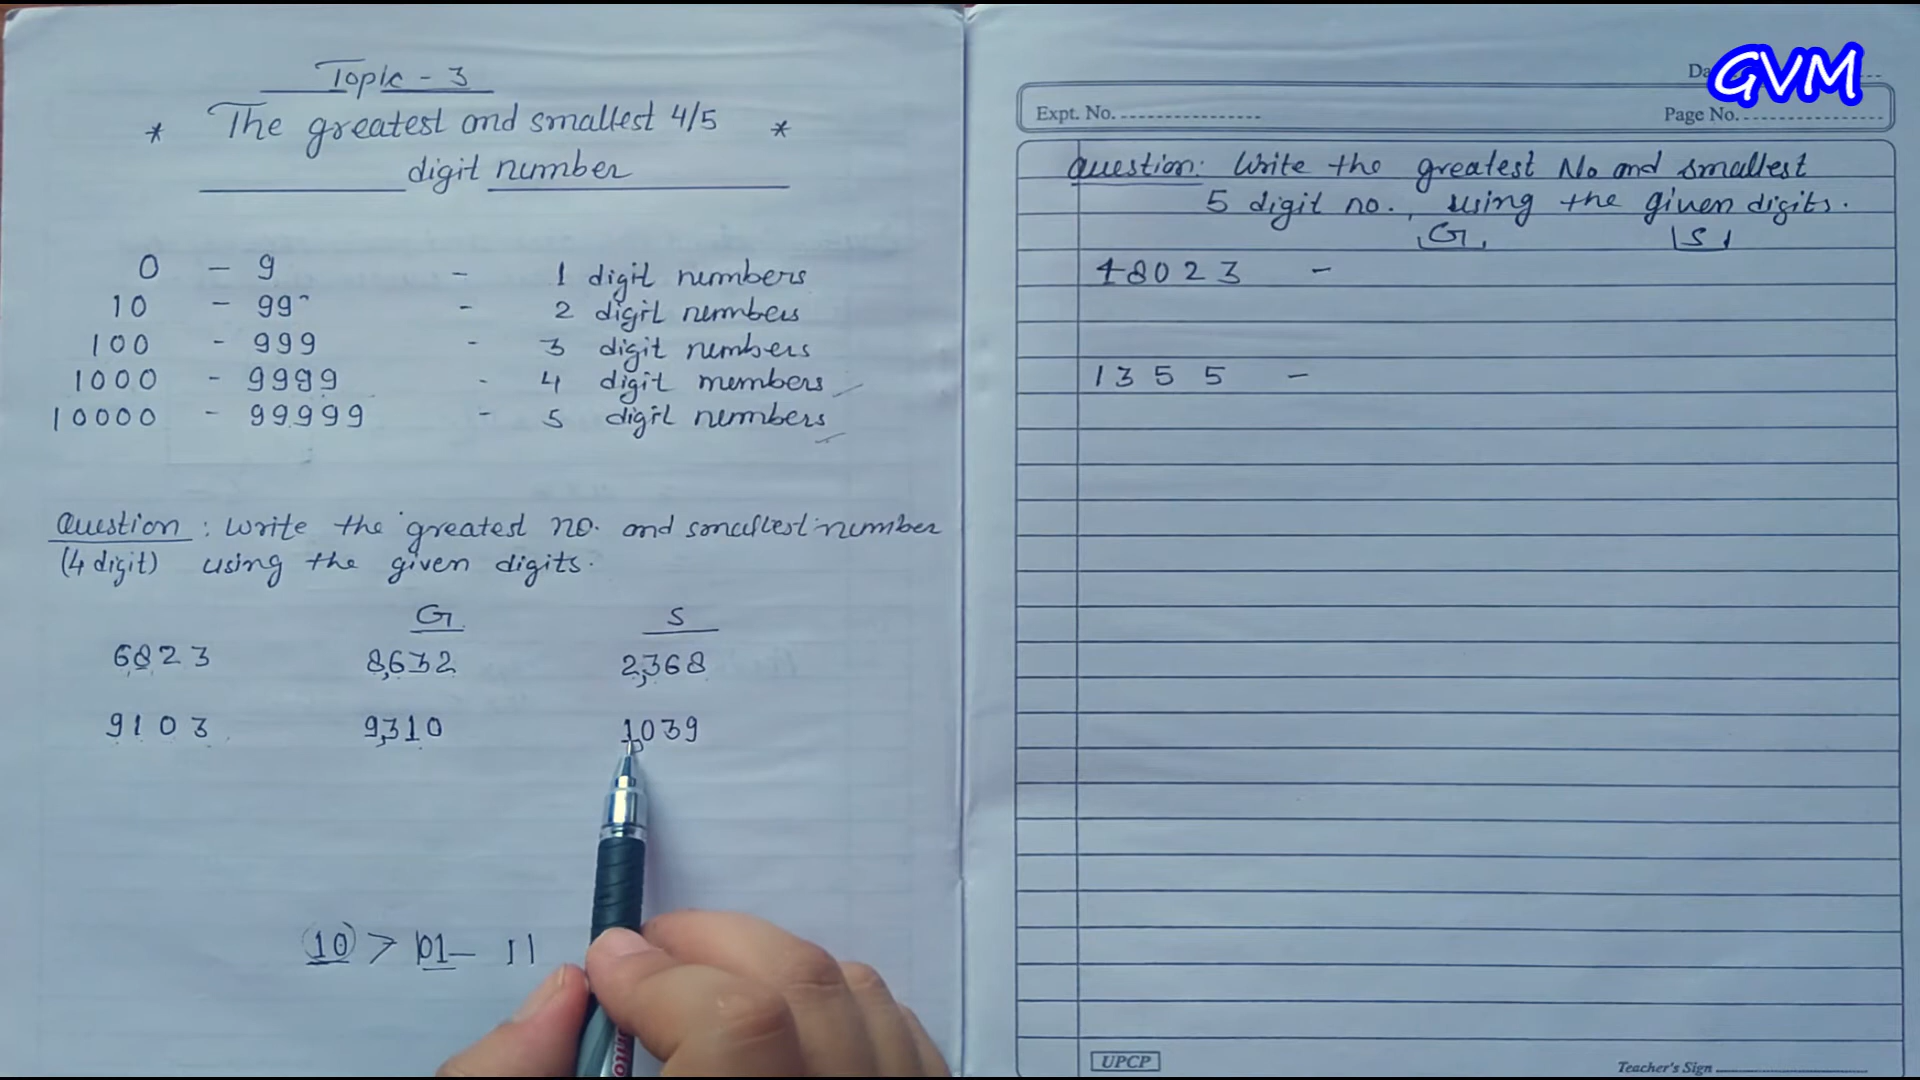 Topic - 3
* The greatest and smallest 4/5 *
digit number
0 - 9 - 1 digit numbers
10 - 99 - 2 digit numbers
100 - 999 - 3 digit numbers
1000 - 9999 - 4 digit numbers
10000 - 99999 - 5 digit numbers
Question : Write the greatest no. and smallest number
(4 digit) using the given digits.
G S
6823 8,632 2,368
9103 9,310 1,039
10 > 01 - 11
GVM
Expt. No.
Page No.
Question: Write the greatest No and smallest
5 digit no., using the given digits.
G S
48023 -
1355 -
UPCP
Teacher's Sign